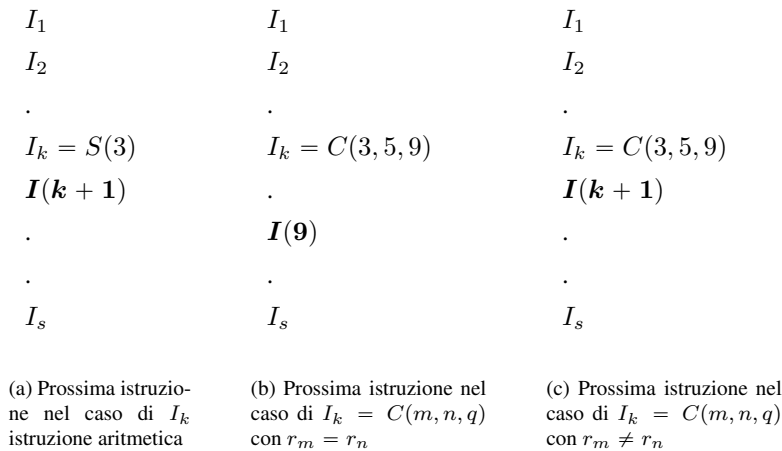 I_1
I_2
.
I_k = S(3)
I(k + 1)
.
.
I_s
(a) Prossima istruzio-
ne nel caso di I_k
istruzione aritmetica
I_1
I_2
.
I_k = C(3, 5, 9)
.
I(9)
.
I_s
(b) Prossima istruzione nel
caso di I_k = C(m, n, q)
con r_m = r_n
I_1
I_2
.
I_k = C(3, 5, 9)
I(k + 1)
.
.
I_s
(c) Prossima istruzione nel
caso di I_k = C(m, n, q)
con r_m ≠ r_n